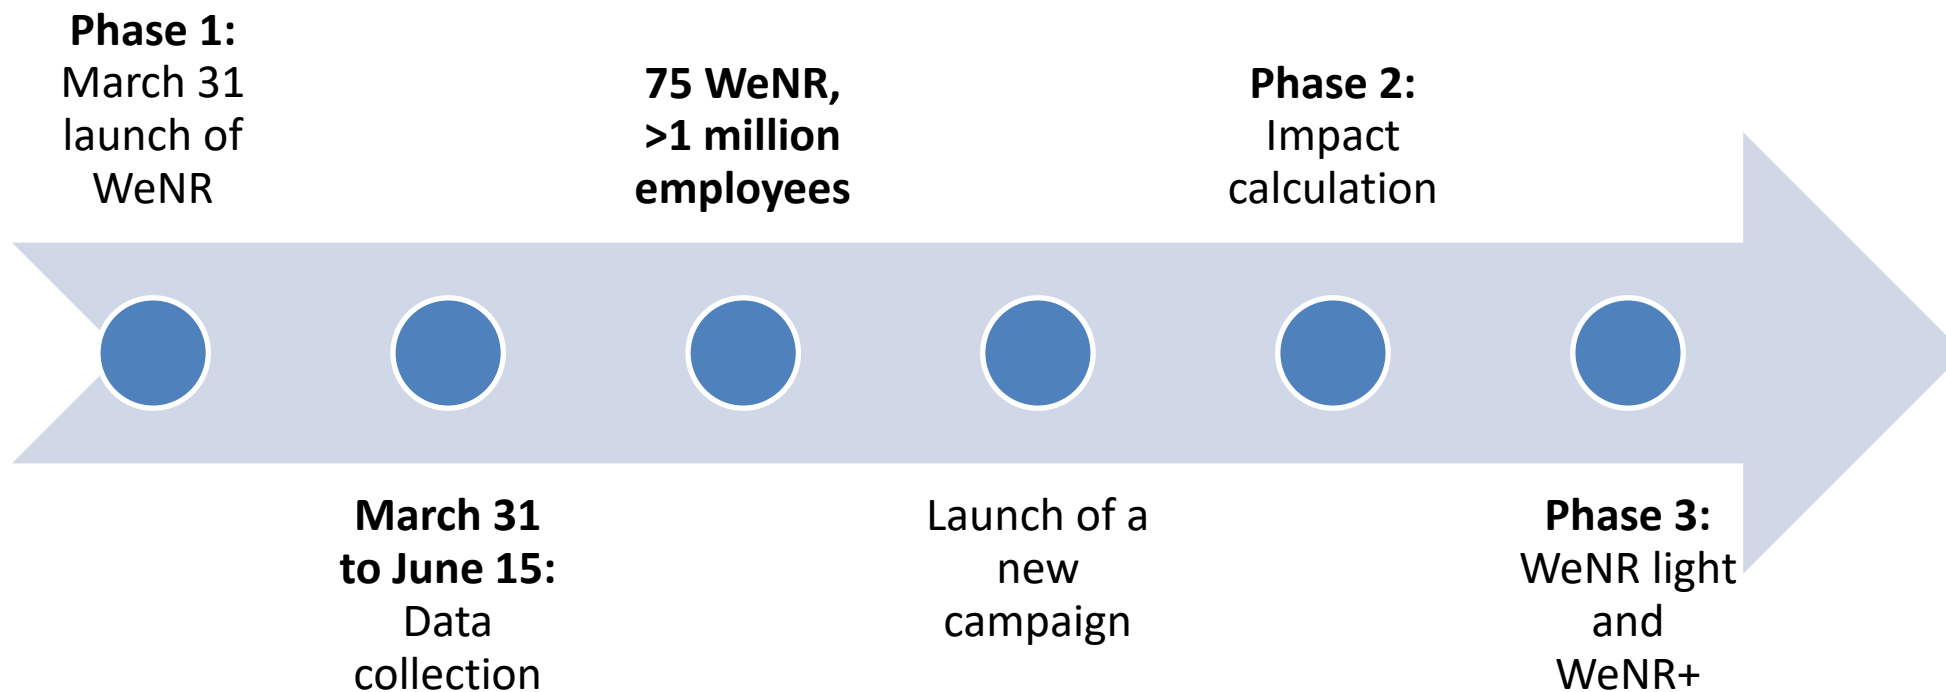 Phase 1:
March 31
launch of
WeNR
March 31
to June 15:
Data
collection
75 WeNR,
>1 million
employees
Launch of a
new
campaign
Phase 2:
Impact
calculation
Phase 3:
WeNR light
and
WeNR+